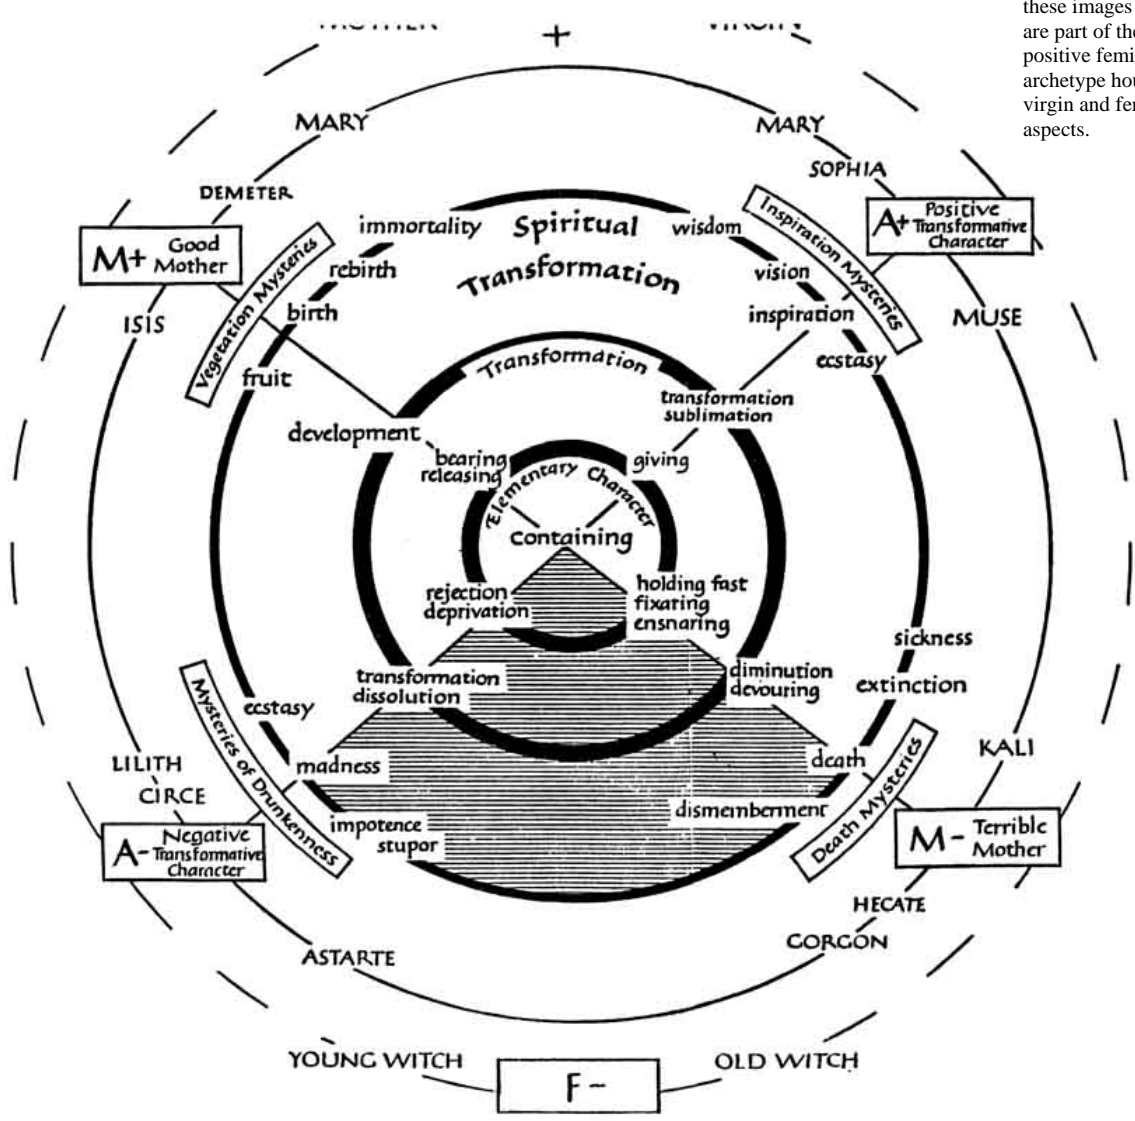 these images
are part of the
positive
archetype
virgin and
aspects.
MOTHER
+
VIRGIN
MARY
MARY
SOPHIA
DEMETER
M+ Good Mother
A+ Positive Transformative Character
ISIS
MUSE
Vegetation Mysteries
Inspiration Mysteries
immortality
Spiritual
Transformation
wisdom
rebirth
vision
birth
inspiration
fruit
ecstasy
Transformation
development
transformation
sublimation
bearing
releasing
giving
Elementary Character
containing
rejection
deprivation
holding fast
fixating
ensnaring
transformation
dissolution
diminution
devouring
sickness
extinction
ecstasy
madness
death
impotence
stupor
dismemberment
Mysteries of Drunkenness
Death Mysteries
LILITH
CIRCE
KALI
A- Negative Transformative Character
M- Terrible Mother
HECATE
GORGON
ASTARTE
YOUNG WITCH
F-
OLD WITCH